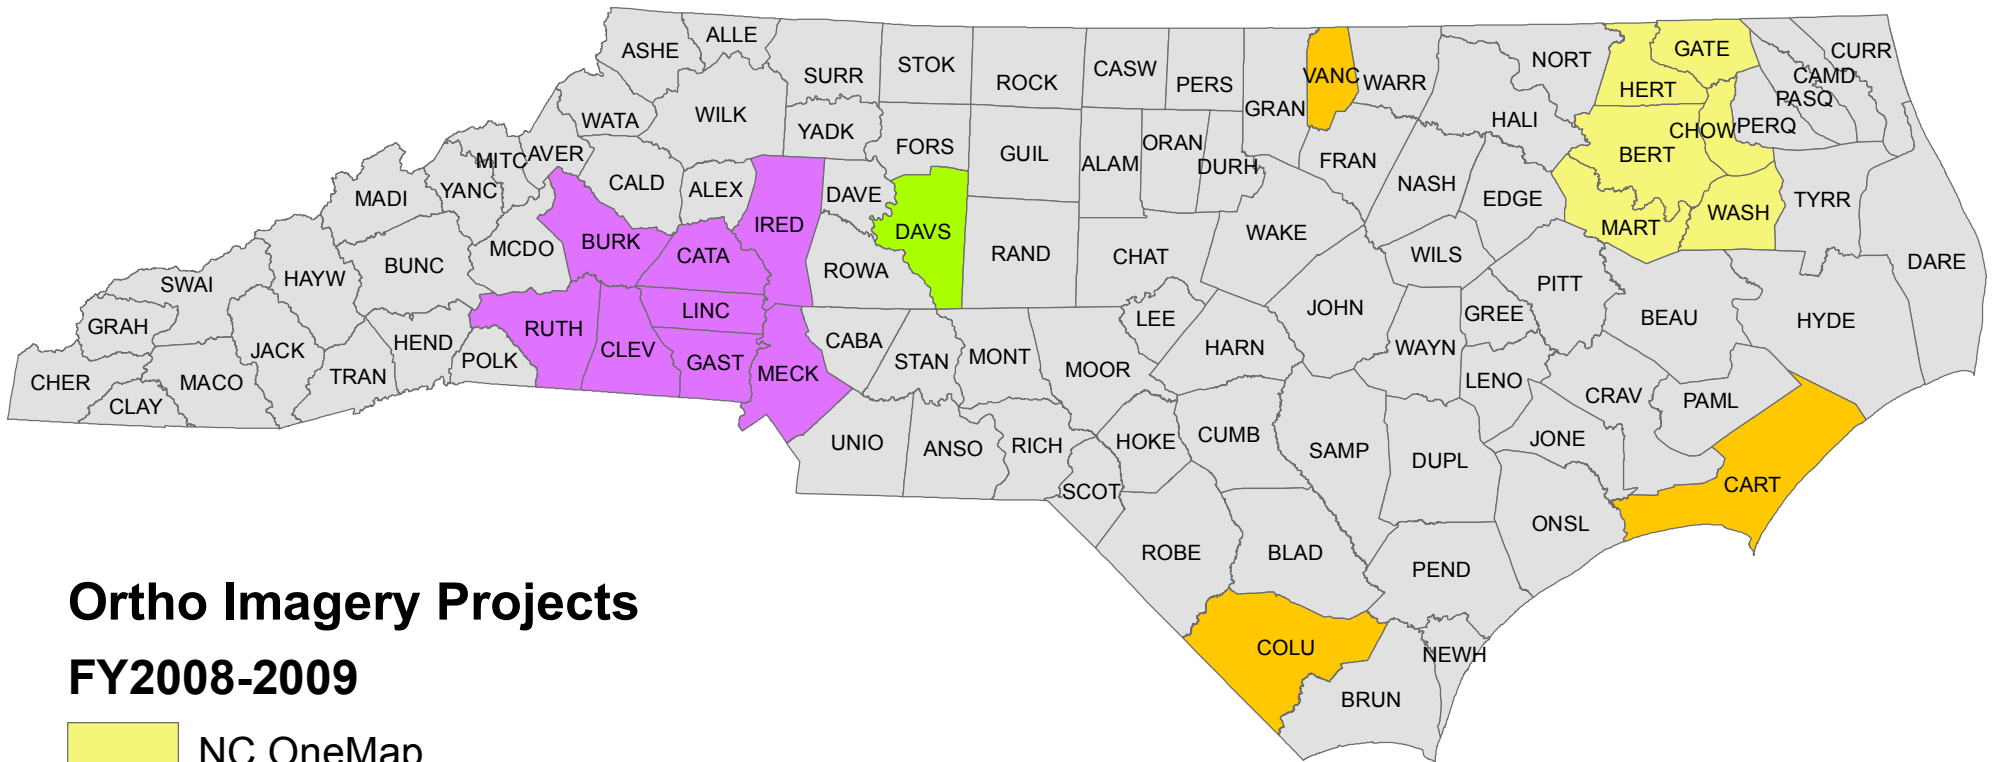 ASHE
ALLE
SURR
STOK
ROCK
CASW
PERS
GRAN
VANC
WARR
NORT
HALI
HERT
GATE
CURR
CAMD
PASQ
PERQ
CHOW
BERT
WATA
WILK
YADK
FORS
GUIL
ALAM
ORAN
DURH
FRAN
NASH
EDGE
MITC
AVER
CALD
ALEX
IRED
DAVE
DAVS
MADI
YANC
MCDO
BURK
CATA
ROWA
RAND
CHAT
WAKE
WILS
MART
WASH
TYRR
DARE
SWAI
HAYW
BUNC
RUTH
LINC
LEE
JOHN
GREE
PITT
BEAU
HYDE
GRAH
JACK
HEND
POLK
CLEV
GAST
MECK
CABA
STAN
MONT
MOOR
HARN
WAYN
LENO
CRAV
PAML
CHER
CLAY
MACO
TRAN
UNIO
ANSO
RICH
SCOT
HOKE
CUMB
SAMP
DUPL
JONE
CART
ONSL
ROBE
BLAD
PEND
COLU
NEWH
BRUN
Ortho Imagery Projects
FY2008-2009
NC OneMap